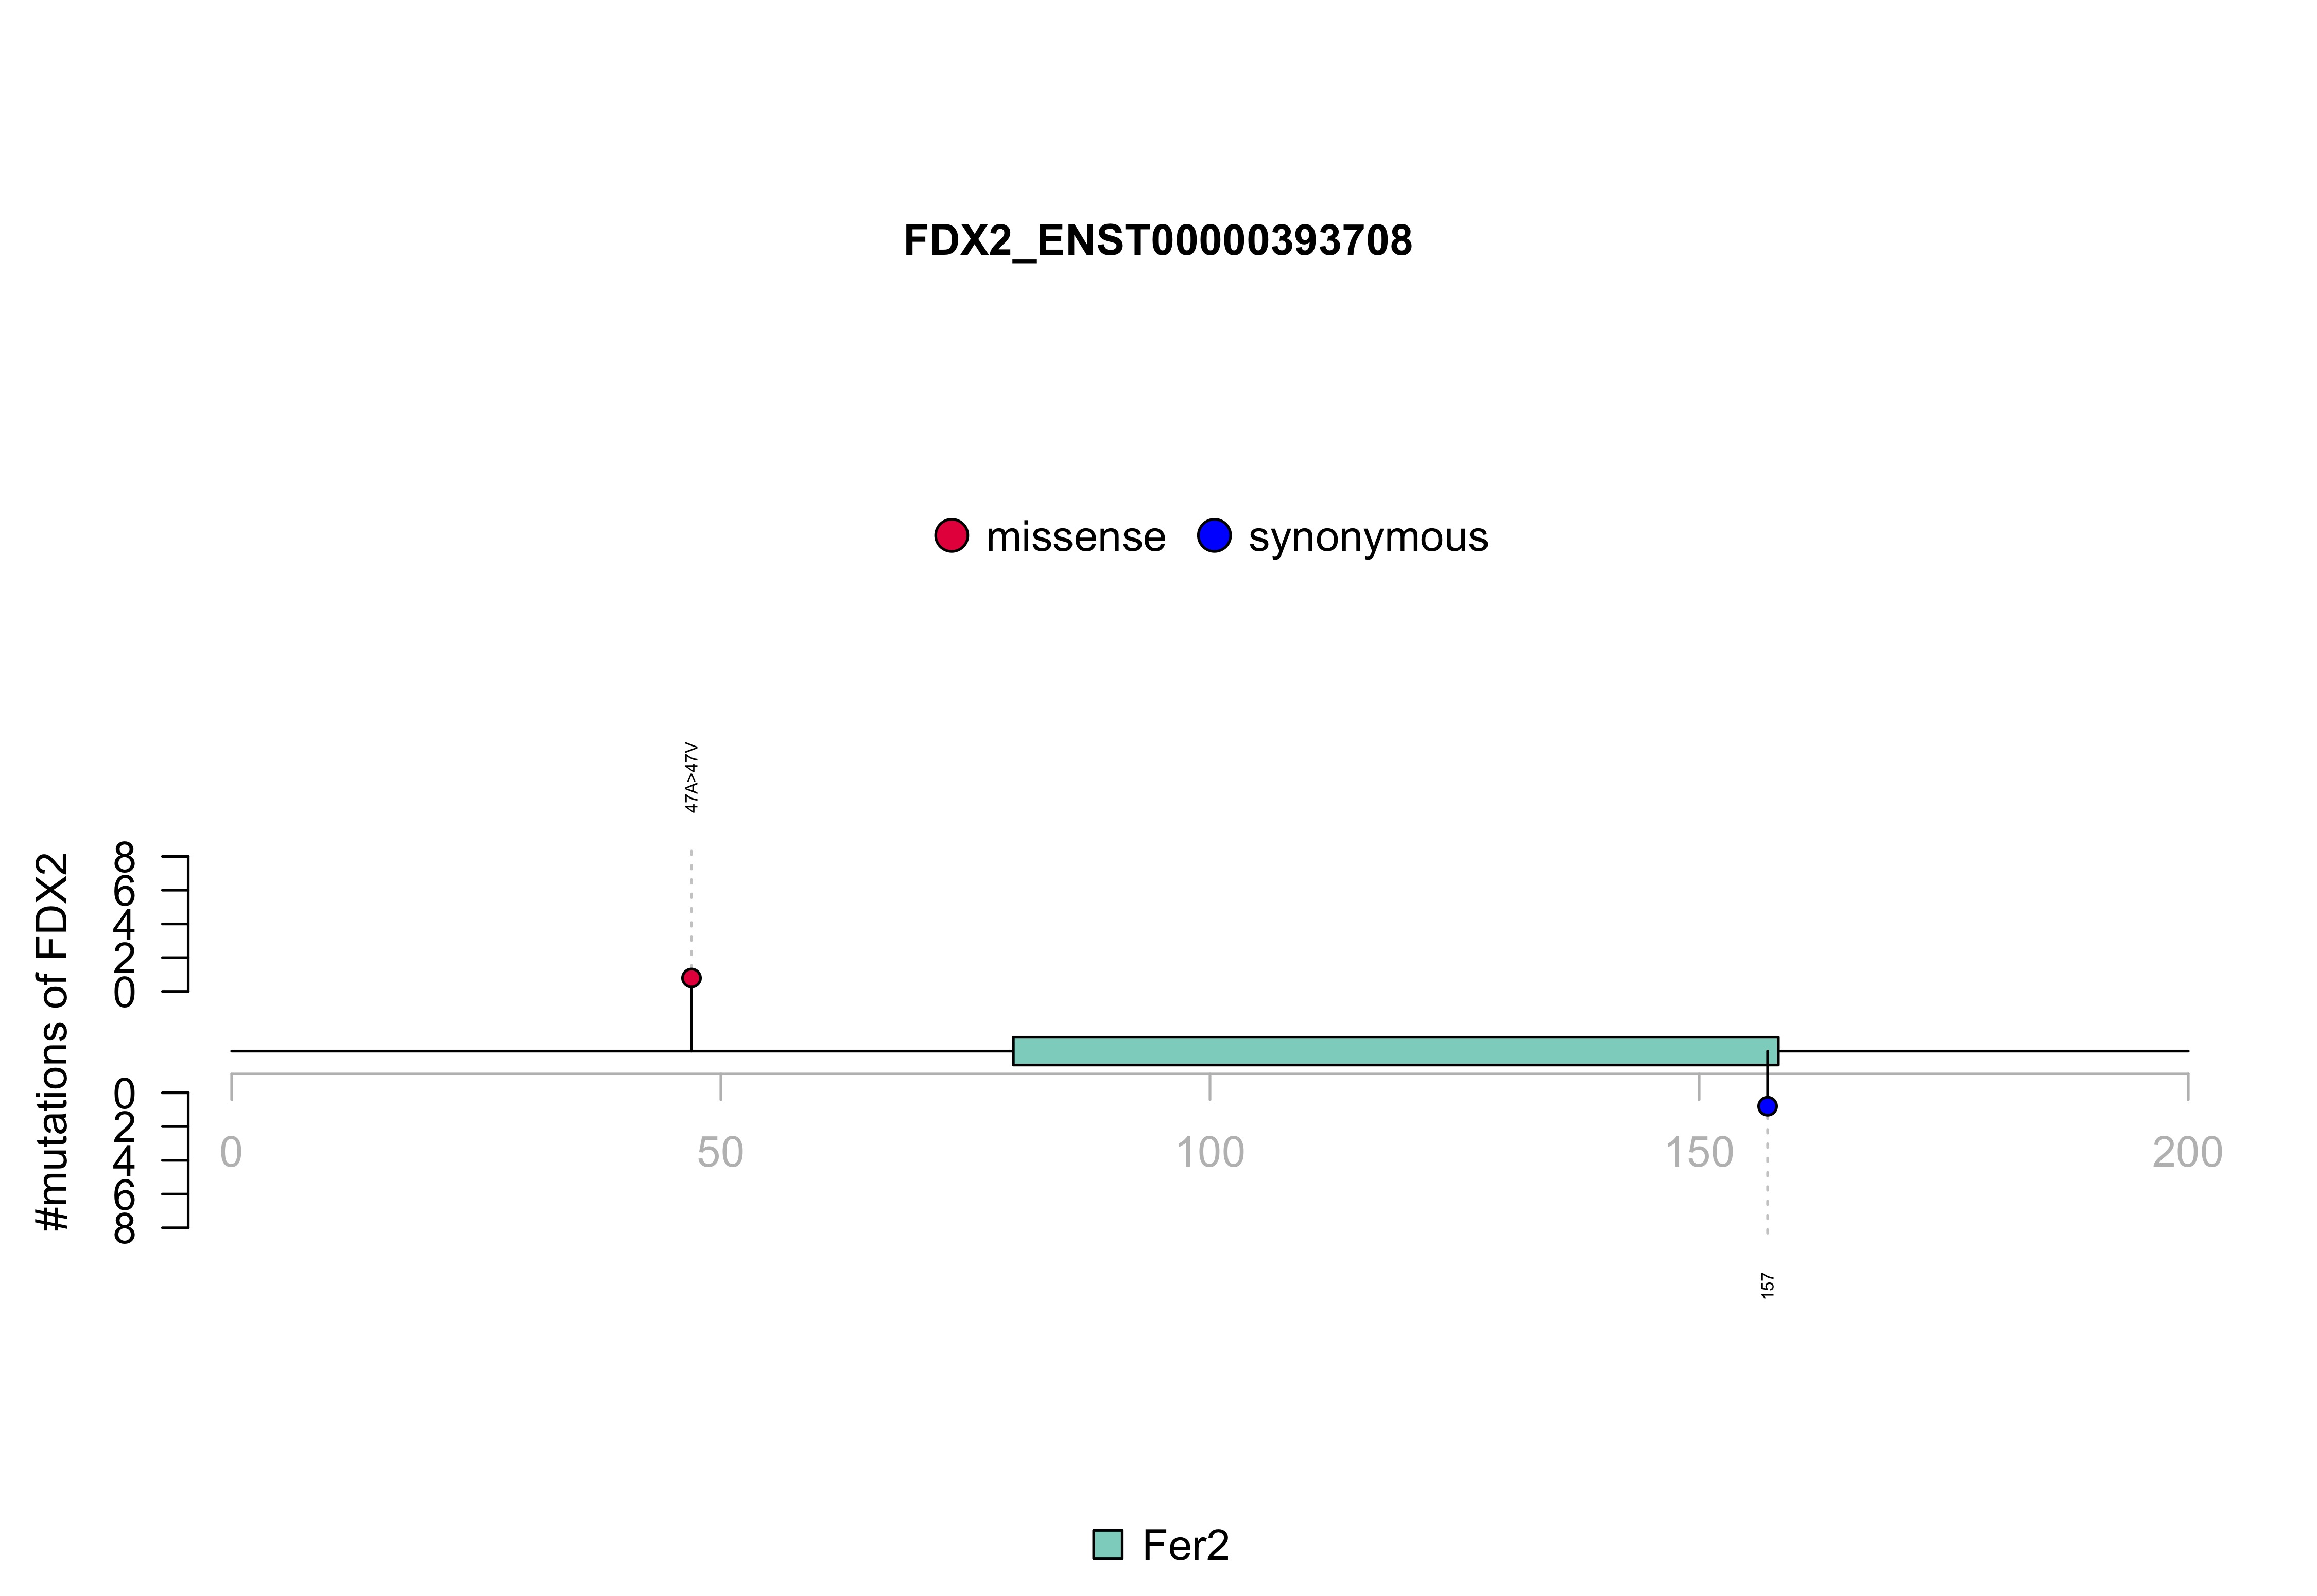 FDX2_ENST00000393708
missense synonymous
47A>47V
#mutations of FDX2
8
6
4
2
0
0
2
4
6
8
0 50 100 150 200
157
Fer2